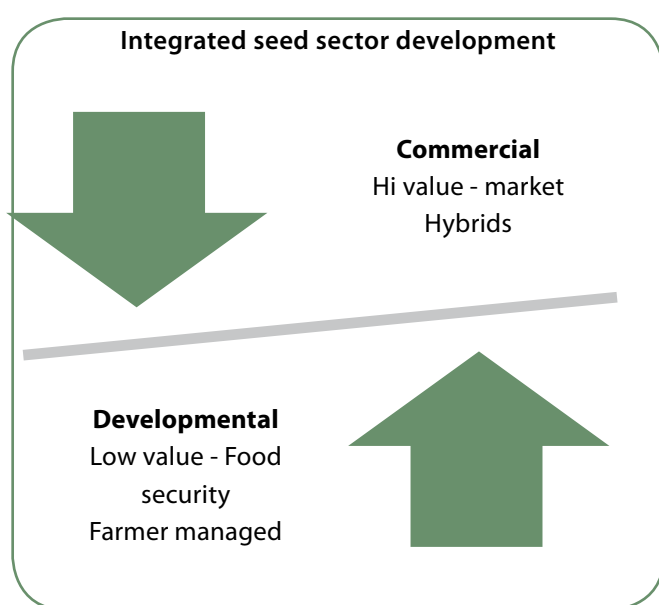 Integrated seed sector development
Commercial
Hi value - market
Hybrids
Developmental
Low value - Food
security
Farmer managed